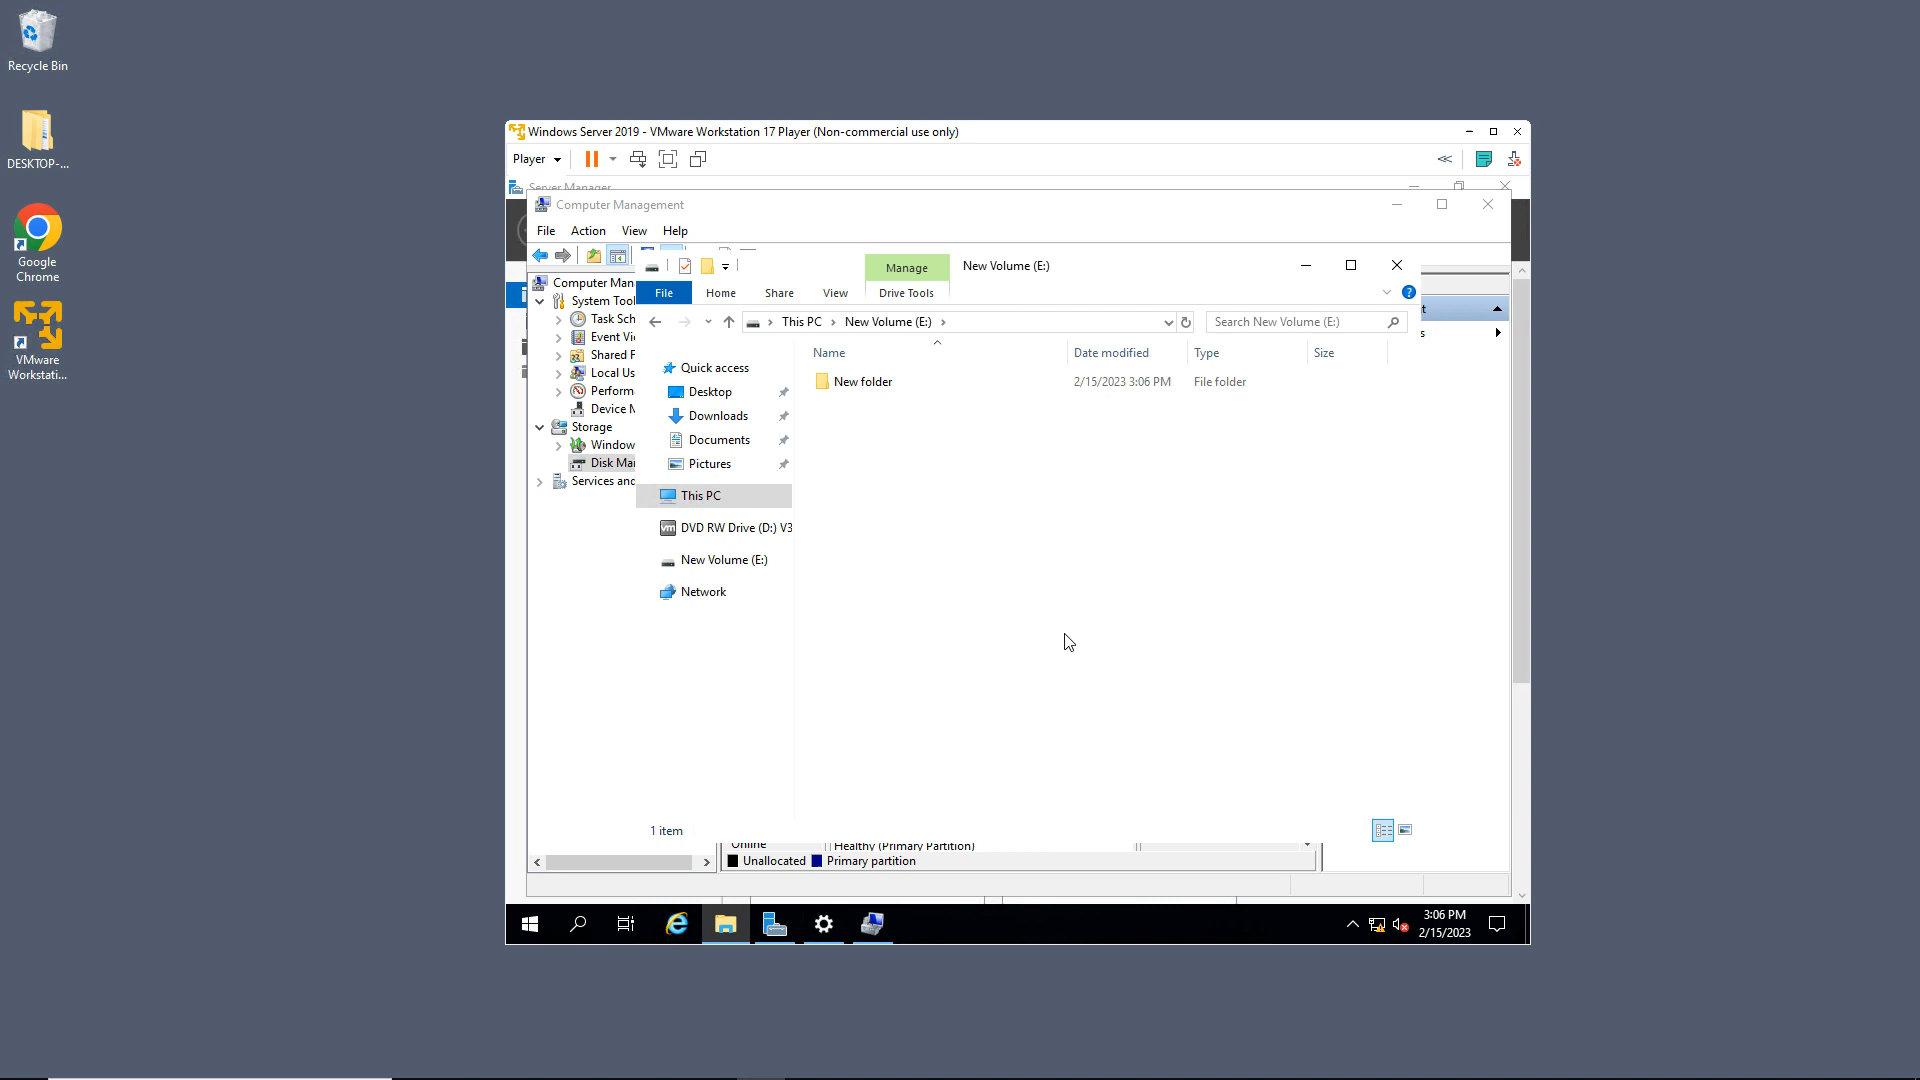 Recycle Bin
DESKTOP-...
Google
Chrome
VMware
Workstati...
Windows Server 2019 - VMware Workstation 17 Player (Non-commercial use only)
Player
Server Manager
Computer Management
File Action View Help
Manage New Volume (E:)
File Home Share View Drive Tools
This PC New Volume (E:)
Search New Volume (E:)
Computer Man
System Tool
Task Sch
Event Vie
Shared F
Local Us
Perform
Device M
Storage
Window
Disk Mar
Services and
Quick access
Desktop
Downloads
Documents
Pictures
This PC
DVD RW Drive (D:) V3
New Volume (E:)
Network
Name Date modified Type Size
New folder 2/15/2023 3:06 PM File folder
t
s
1 item
Online Healthy (Primary Partition)
Unallocated Primary partition
3:06 PM
2/15/2023